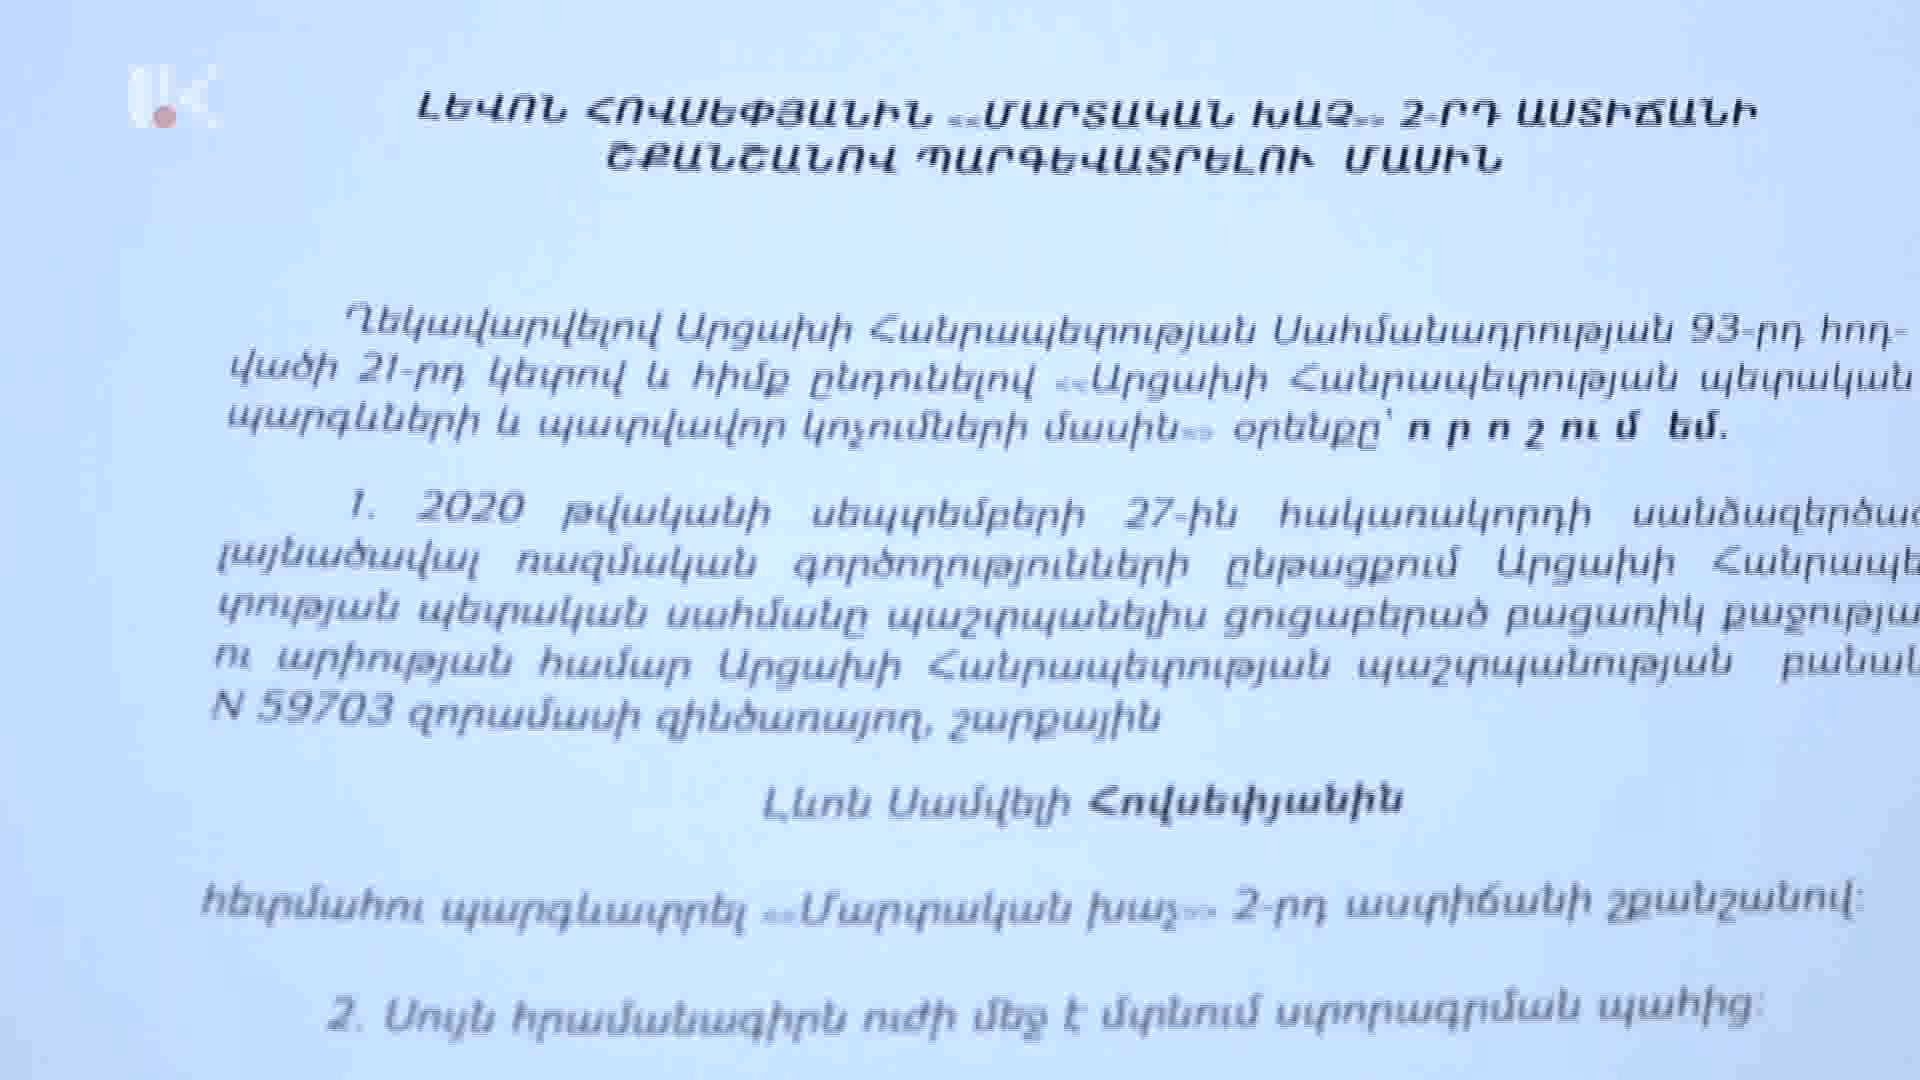 ԼԵՎՈՆ ՀՈՎՍԵՓՅԱՆԻՆ «ՄԱՐՏԱԿԱՆ ԽԱՉ» 2-ՐԴ ԱՍՏԻՃԱՆԻ
ՇՔԱՆՇԱՆՈՎ ՊԱՐԳԵՎԱՏՐԵԼՈՒ ՄԱՍԻՆ
Ղեկավարվելով Արցախի Հանրապետության Սահմանադրության 93-րդ հոդ-
վածի 21-րդ կետով և հիմք ընդունելով «Արցախի Հանրապետության պետական
պարգևների և պատվավոր կոչումների մասին» օրենքը՝ ո ր ո շ ու մ եմ.
1. 2020 թվականի սեպտեմբերի 27-ին հակառակորդի սանձազերծած
լայնածավալ ռազմական գործողությունների ընթացքում Արցախի Հանրապե
տության պետական սահմանը պաշտպանելիս ցուցաբերած բացառիկ քաջությա
ու արիության համար Արցախի Հանրապետության պաշտպանության բանակ
N 59703 զորամասի զինծառայող, շարքային
Լևոն Սամվելի Հովսեփյանին
հետմահու պարգևատրել «Մարտական խաչ» 2-րդ աստիճանի շքանշանով:
2. Սույն հրամանագիրն ուժի մեջ է մտնում ստորագրման պահից: